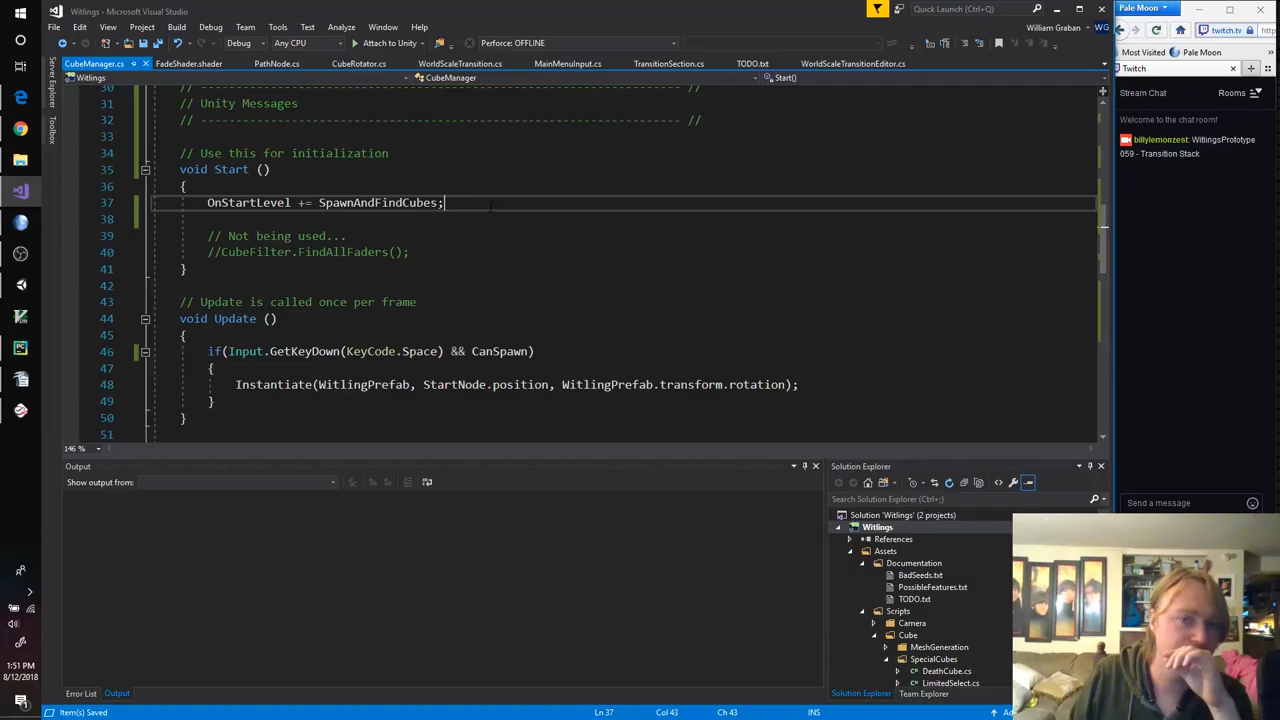 Witlings - Microsoft Visual Studio
Quick Launch (Ctrl+Q)
Pale Moon
File Edit View Project Build Debug Team Tools Test Analyze Window Help
William Graban WG
twitch.tv
Debug Any CPU Attach to Unity Perforce: OFFLINE
Most Visited Pale Moon
CubeManager.cs FadeShader.shader PathNode.cs CubeRotator.cs WorldScaleTransition.cs MainMenuInput.cs TransitionSection.cs TODO.txt WorldScaleTransitionEditor.cs
Twitch
Witlings CubeManager Start()
Stream Chat Rooms
Welcome to the chat room!
billylemonzest: WitlingsPrototype
059 - Transition Stack
Server Explorer
Toolbox
30 // ---------------------------------------------------------------------- //
31 // Unity Messages
32 // ---------------------------------------------------------------------- //
33
34 // Use this for initialization
35 void Start ()
36 {
37 OnStartLevel += SpawnAndFindCubes;
38
39 // Not being used...
40 //CubeFilter.FindAllFaders();
41 }
42
43 // Update is called once per frame
44 void Update ()
45 {
46 if(Input.GetKeyDown(KeyCode.Space) && CanSpawn)
47 {
48 Instantiate(WitlingPrefab, StartNode.position, WitlingPrefab.transform.rotation);
49 }
50 }
51
146 %
Output
Show output from:
Solution Explorer
Search Solution Explorer (Ctrl+;)
Solution 'Witlings' (2 projects)
Witlings
References
Assets
Documentation
BadSeeds.txt
PossibleFeatures.txt
TODO.txt
Scripts
Camera
Cube
MeshGeneration
SpecialCubes
DeathCube.cs
LimitedSelect.cs
Send a message
Error List Output
Solution Explorer Team Explorer
Item(s) Saved Ln 37 Col 43 Ch 43 INS
1:51 PM
8/12/2018